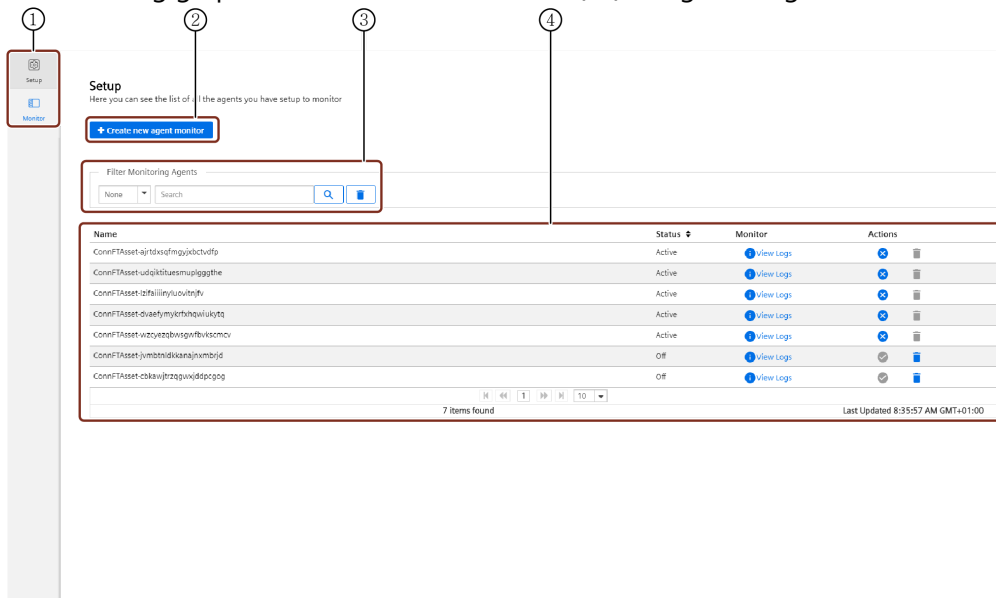 ① ② ③ ④
Setup
Monitor
Setup
Here you can see the list of all the agents you have setup to monitor
+ Create new agent monitor
Filter Monitoring Agents
None Search
Name Status Monitor Actions
ConnFTAsset-ajrtdxsqfmgyjxbctvdfp Active View Logs
ConnFTAsset-udqiktituesmuplgggthe Active View Logs
Active View Logs
ConnFTAsset-dvaefymykrfxhqwiukytq Active View Logs
ConnFTAsset-wzcyezqbwsgwfbvkscmcv Active View Logs
ConnFTAsset-jvmbtnldkkanajnxmbrjd Off View Logs
ConnFTAsset-cbkawjtrzqgwxjddpcgog Off View Logs
1 10
7 items found Last Updated 8:35:57 AM GMT+01:00